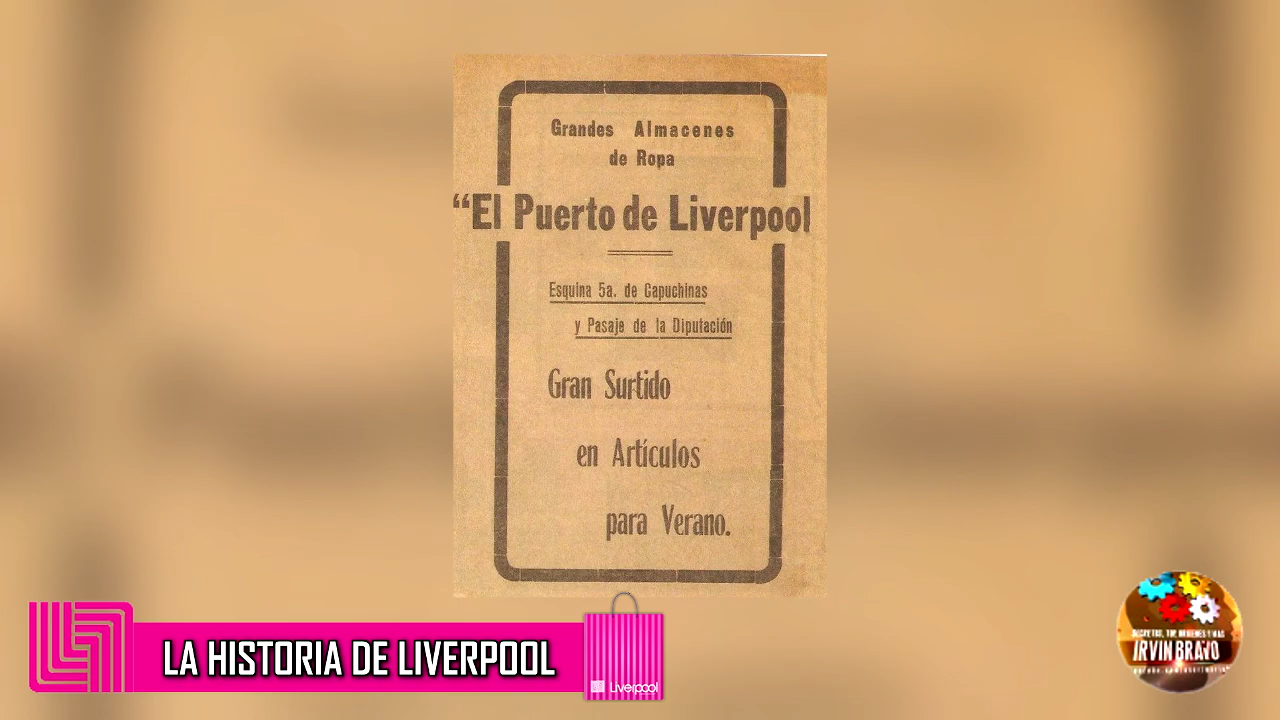 Grandes Almacenes
de Ropa
“El Puerto de Liverpool
Esquina 5a. de Capuchinas
y Pasaje de la Diputación
Gran Surtido
en Artículos
para Verano.
LA HISTORIA DE LIVERPOOL
Liverpool
IRVIN BRAVO